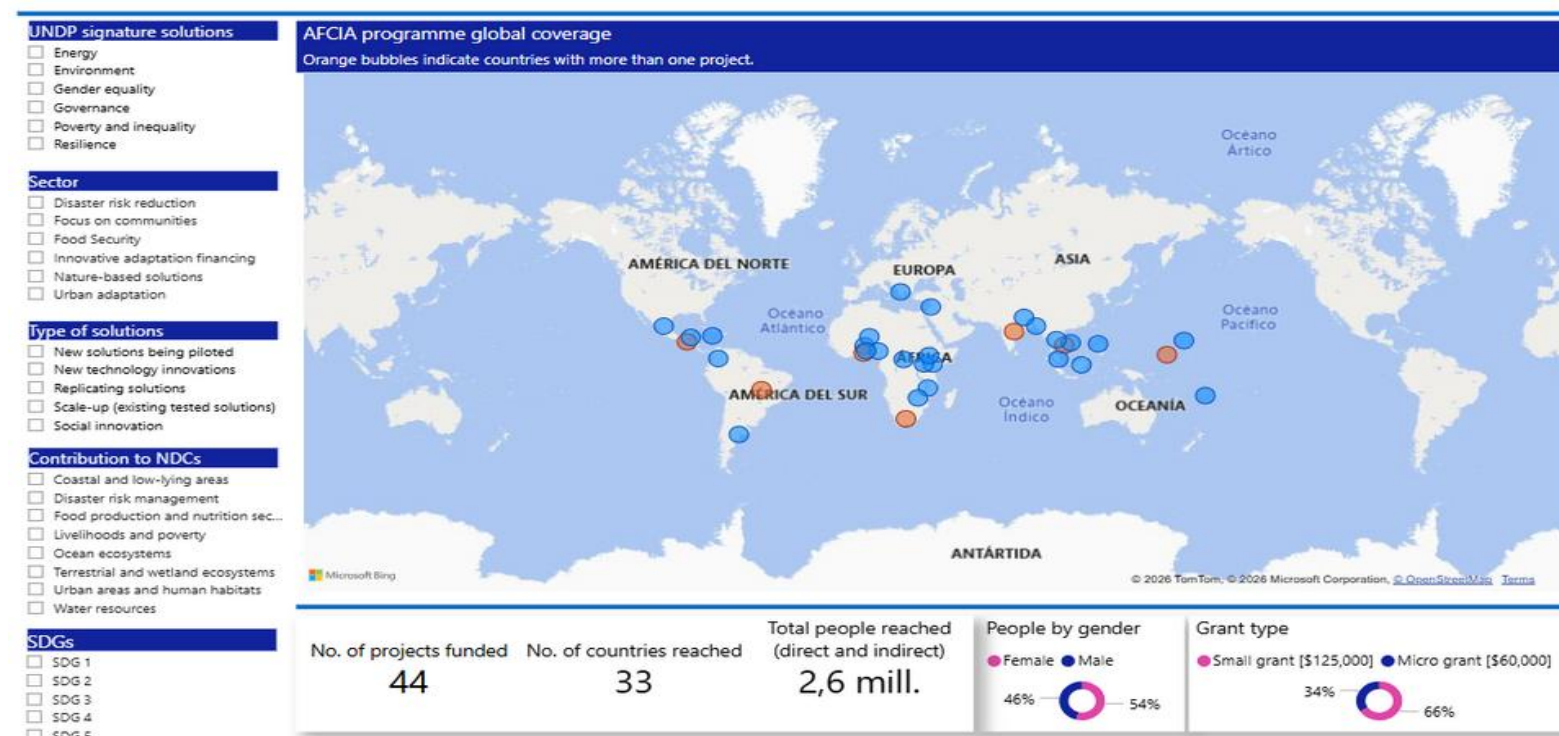 UNDP signature solutions
Energy
Environment
Gender equality
Governance
Poverty and inequality
Resilience
Sector
Disaster risk reduction
Focus on communities
Food Security
Innovative adaptation financing
Nature-based solutions
Urban adaptation
Type of solutions
New solutions being piloted
New technology innovations
Replicating solutions
Scale-up (existing tested solutions)
Social innovation
Contribution to NDCs
Coastal and low-lying areas
Disaster risk management
Food production and nutrition sec...
Livelihoods and poverty
Ocean ecosystems
Terrestrial and wetland ecosystems
Urban areas and human habitats
Water resources
SDGs
SDG 1
SDG 2
SDG 3
SDG 4
SDG 5
AFCIA programme global coverage
Orange bubbles indicate countries with more than one project.
Océano
Ártico
AMÉRICA DEL NORTE
EUROPA
ASIA
Océano
Atlántico
Océano
Pacífico
ÁFRICA
AMÉRICA DEL SUR
Océano
Índico
OCEANÍA
ANTÁRTIDA
Microsoft Bing
© 2026 TomTom, © 2026 Microsoft Corporation, © OpenStreetMap Terms
No. of projects funded
44
No. of countries reached
33
Total people reached
(direct and indirect)
2,6 mill.
People by gender
Female Male
46%
54%
Grant type
Small grant [$125,000] Micro grant [$60,000]
34%
66%